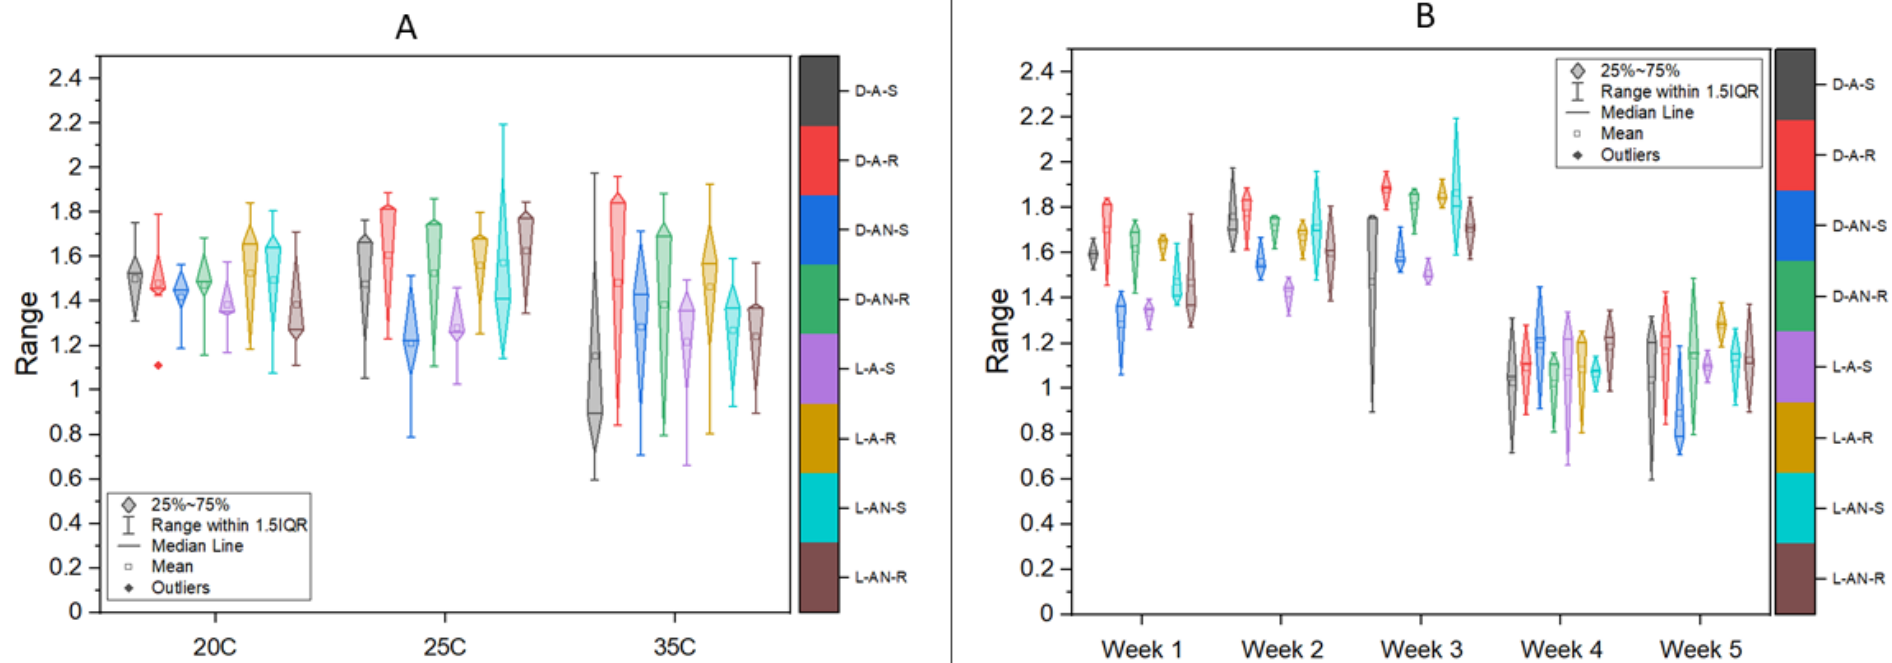 A
Range
2.4
2.2
2
1.8
1.6
1.4
1.2
1
0.8
0.6
0.4
0.2
0
25%~75%
Range within 1.5IQR
Median Line
Mean
Outliers
20C
25C
35C
D-A-S
D-A-R
D-AN-S
D-AN-R
L-A-S
L-A-R
L-AN-S
L-AN-R
B
Range
2.4
2.2
2
1.8
1.6
1.4
1.2
1
0.8
0.6
0.4
0.2
0
25%~75%
Range within 1.5IQR
Median Line
Mean
Outliers
Week 1
Week 2
Week 3
Week 4
Week 5
D-A-S
D-A-R
D-AN-S
D-AN-R
L-A-S
L-A-R
L-AN-S
L-AN-R